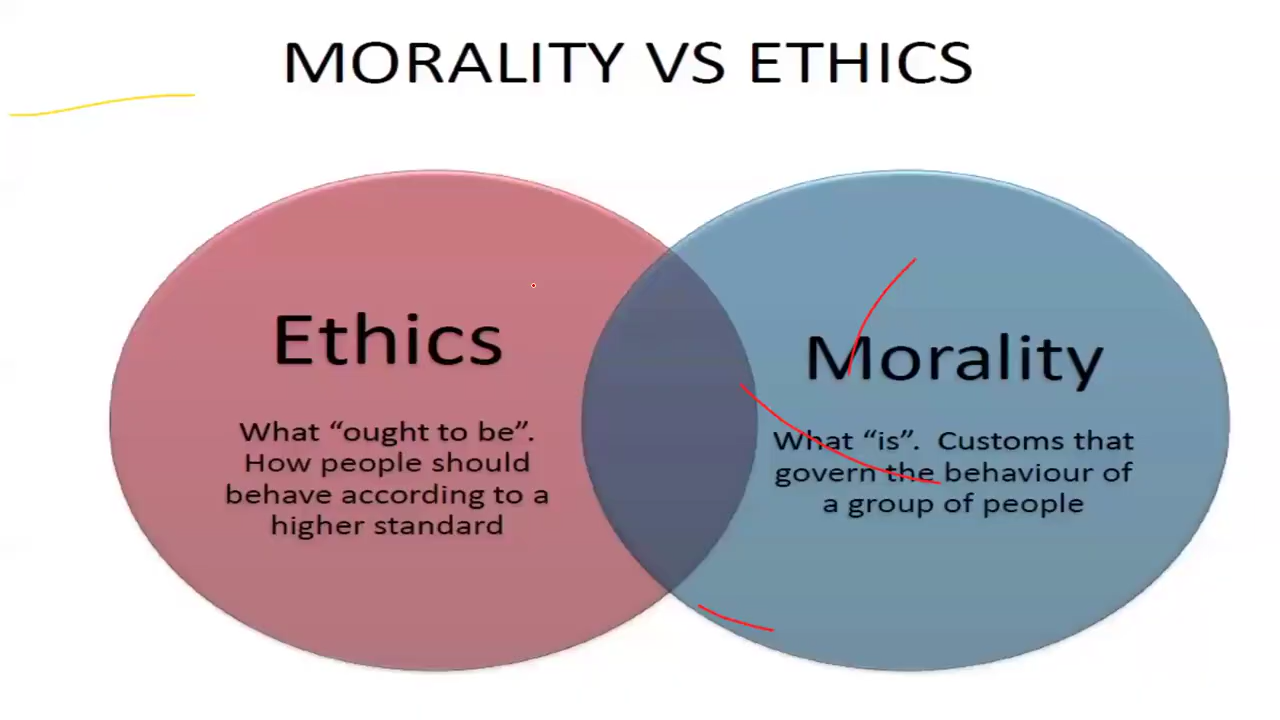 MORALITY VS ETHICS
Ethics
What “ought to be”.
How people should
behave according to a
higher standard
Morality
What “is”.  Customs that
govern the behaviour of
a group of people